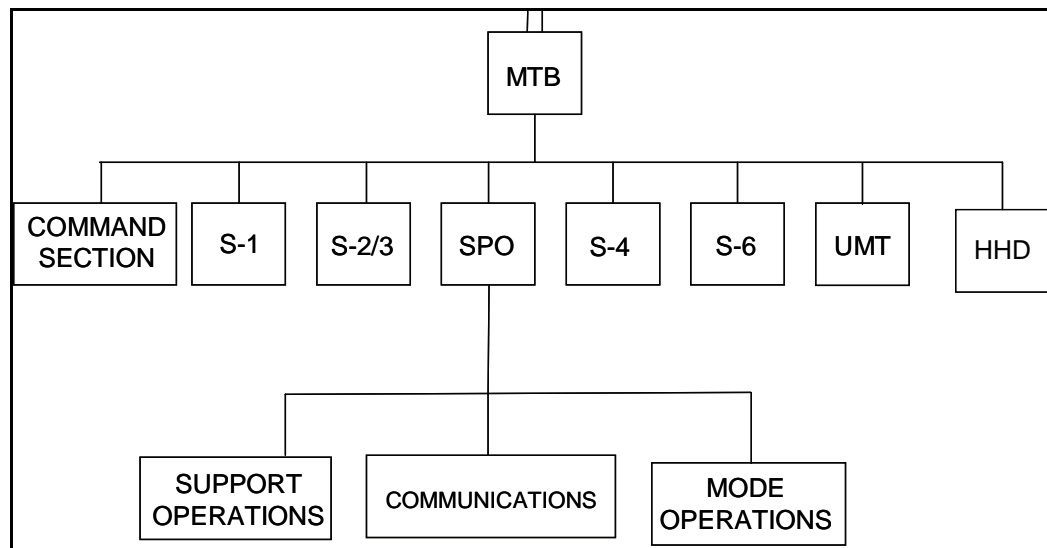 MTB
COMMAND
SECTION
S-1
S-2/3
SPO
S-4
S-6
UMT
HHD
SUPPORT
OPERATIONS
COMMUNICATIONS
MODE
OPERATIONS